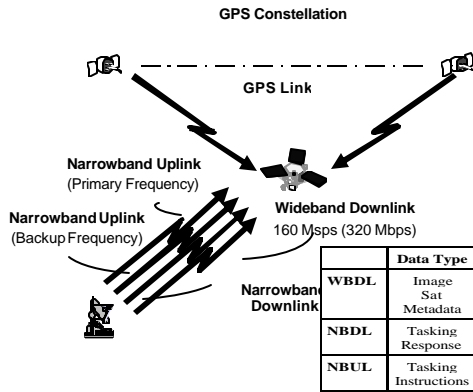 GPS Constellation
GPS Link
Narrowband Uplink
(Primary Frequency)
Narrowband Uplink
(Backup Frequency)
Wideband Downlink
160 Msps (320 Mbps)
Narrowband
Downlink
Data Type
WBDL Image
Sat
Metadata
NBDL Tasking
Response
NBUL Tasking
Instructions